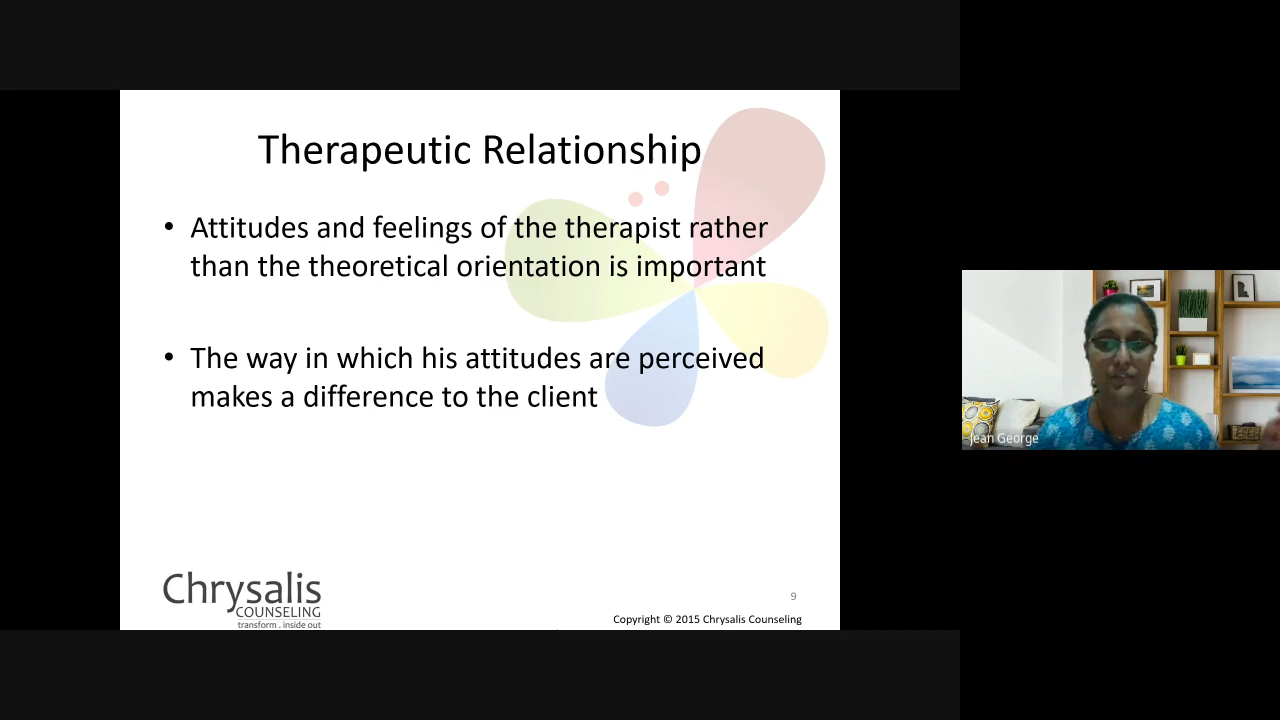 Therapeutic Relationship
• Attitudes and feelings of the therapist rather
than the theoretical orientation is important
• The way in which his attitudes are perceived
makes a difference to the client
Chrysalis
COUNSELING
transform . inside out
9
Copyright © 2015 Chrysalis Counseling
Jean George